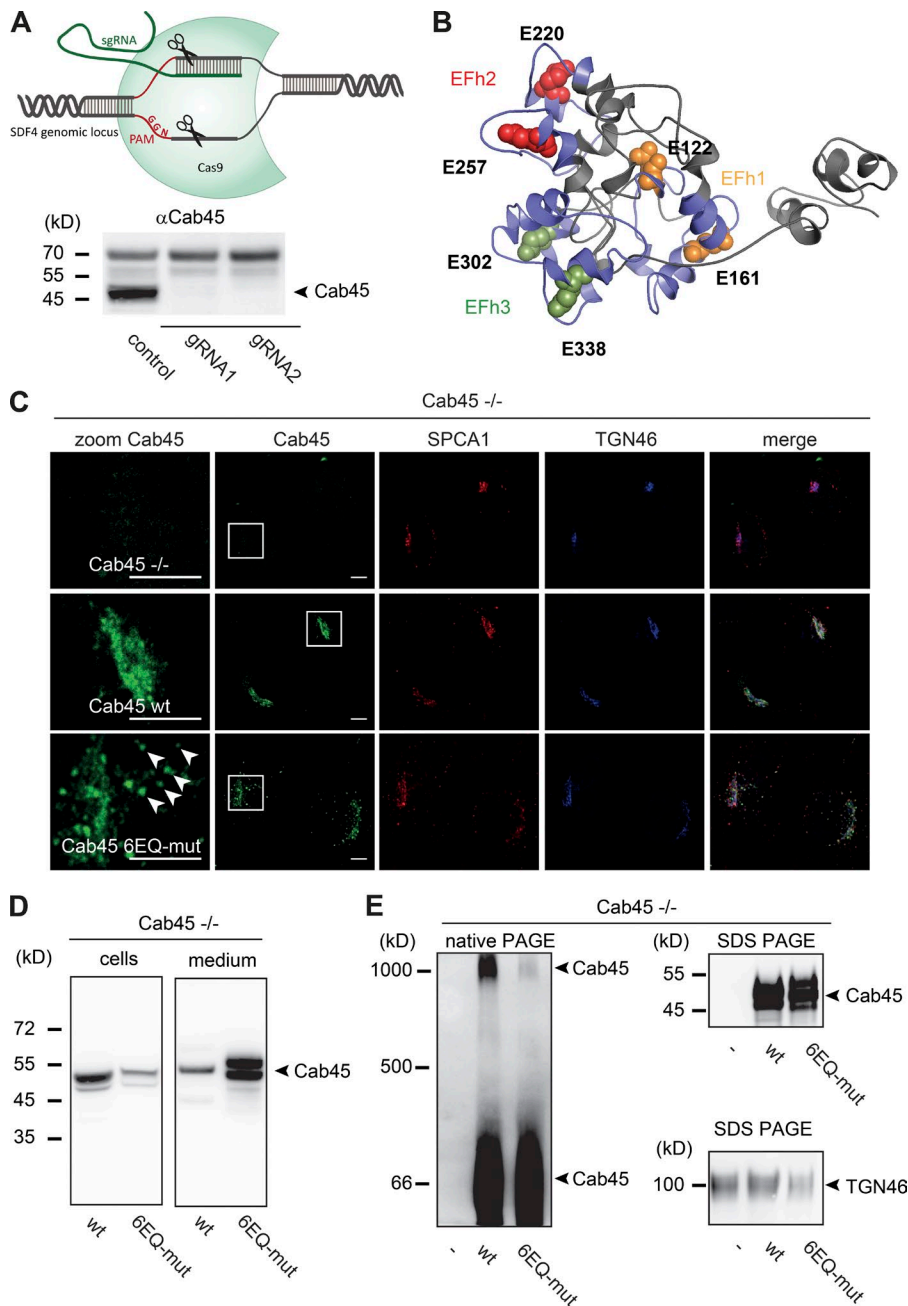 A
sgRNA
SDF4 genomic locus
PAM
GGN
Cas9
αCab45
(kD)
70
55
45
Cab45
control
gRNA1
gRNA2
B
E220
EFh2
E257
E122
EFh1
E302
E161
EFh3
E338
C
Cab45 -/-
zoom Cab45
Cab45
SPCA1
TGN46
merge
Cab45 -/-
Cab45 wt
Cab45 6EQ-mut
D
Cab45 -/-
(kD)
cells
medium
72
55
45
35
Cab45
wt
6EQ-mut
wt
6EQ-mut
E
Cab45 -/-
(kD)
native PAGE
1000
Cab45
500
66
Cab45
-
wt
6EQ-mut
SDS PAGE
(kD)
55
45
Cab45
-
wt
6EQ-mut
SDS PAGE
(kD)
100
TGN46
-
wt
6EQ-mut